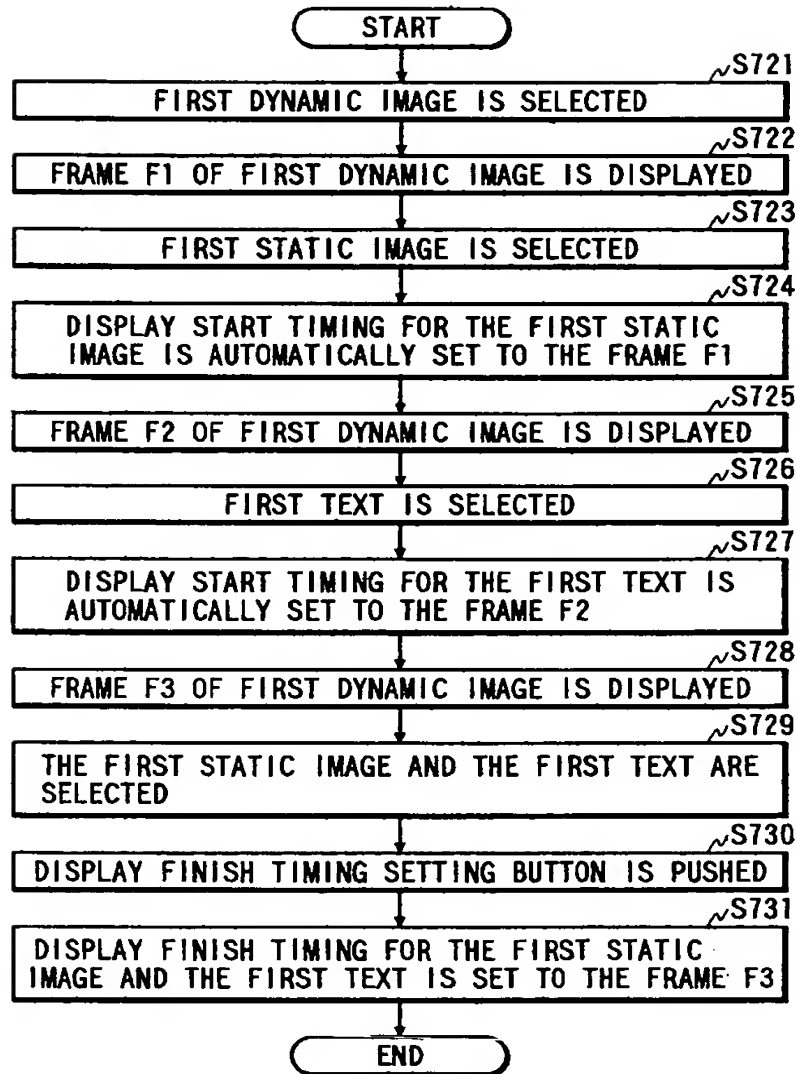 START
S721
FIRST DYNAMIC IMAGE IS SELECTED
S722
FRAME F1 OF FIRST DYNAMIC IMAGE IS DISPLAYED
S723
FIRST STATIC IMAGE IS SELECTED
S724
DISPLAY START TIMING FOR THE FIRST STATIC
IMAGE IS AUTOMATICALLY SET TO THE FRAME F1
S725
FRAME F2 OF FIRST DYNAMIC IMAGE IS DISPLAYED
S726
FIRST TEXT IS SELECTED
S727
DISPLAY START TIMING FOR THE FIRST TEXT IS
AUTOMATICALLY SET TO THE FRAME F2
S728
FRAME F3 OF FIRST DYNAMIC IMAGE IS DISPLAYED
S729
THE FIRST STATIC IMAGE AND THE FIRST TEXT ARE
SELECTED
S730
DISPLAY FINISH TIMING SETTING BUTTON IS PUSHED
S731
DISPLAY FINISH TIMING FOR THE FIRST STATIC
IMAGE AND THE FIRST TEXT IS SET TO THE FRAME F3
END